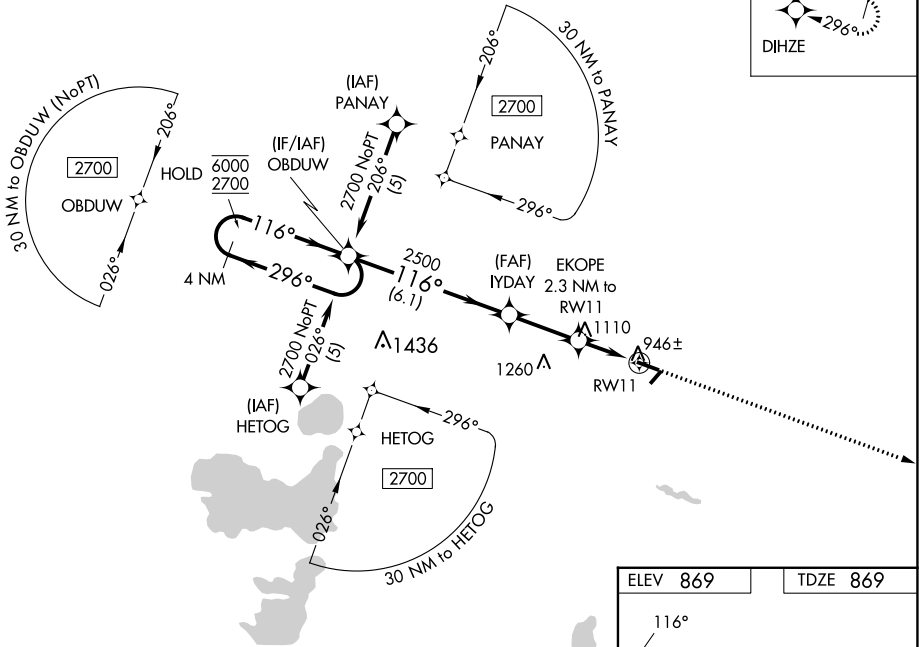 296°
DIHZE
30 NM to OBDUW (NoPT)
206°
2700
OBDUW
026°
HOLD
6000
2700
(IF/IAF)
OBDUW
(IAF)
PANAY
2700 NoPT
206°
(5)
206°
2700
PANAY
296°
30 NM to PANAY
116°
296°
4 NM
2500
116°
(6.1)
(FAF)
IYDAY
EKOPE
2.3 NM to
RW11
1110
946±
1260
RW11
1436
2700 NoPT
026°
(5)
(IAF)
HETOG
296°
HETOG
2700
026°
30 NM to HETOG
ELEV 869
TDZE 869
116°